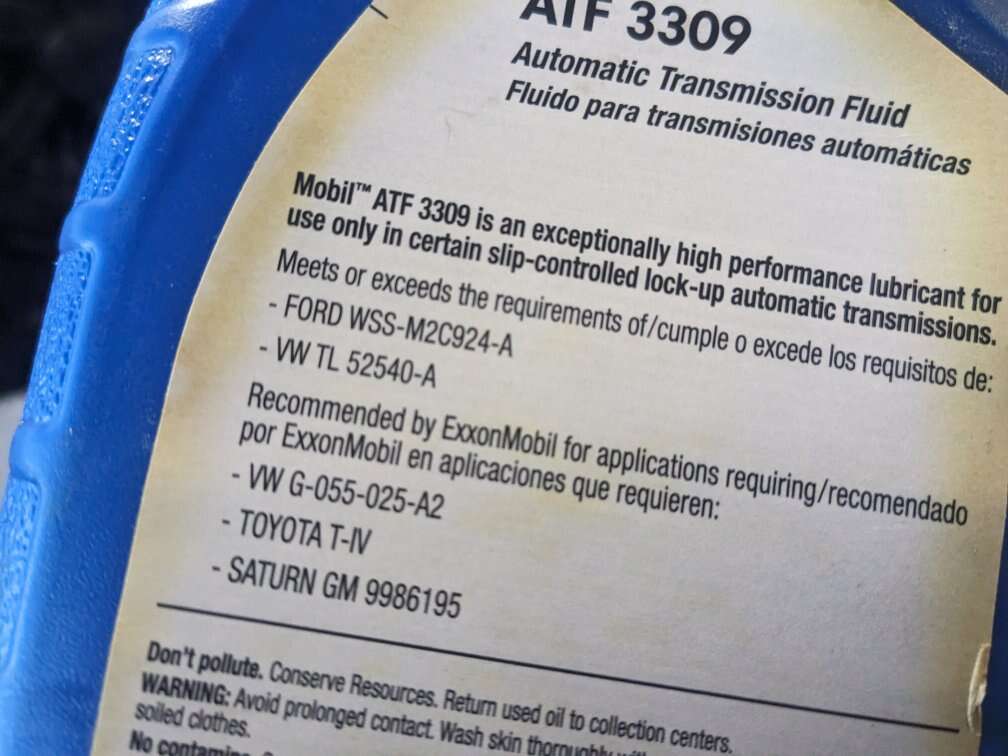 ATF 3309
Automatic Transmission Fluid
Fluido para transmisiones automáticas
Mobil™ ATF 3309 is an exceptionally high performance lubricant for
use only in certain slip-controlled lock-up automatic transmissions.
Meets or exceeds the requirements of/cumple o excede los requisitos de:
- FORD WSS-M2C924-A
- VW TL 52540-A
Recommended by ExxonMobil for applications requiring/recomendado
por ExxonMobil en aplicaciones que requieren:
- VW G-055-025-A2
- TOYOTA T-IV
- SATURN GM 9986195
Don't pollute. Conserve Resources. Return used oil to collection centers.
WARNING: Avoid prolonged contact. Wash skin thoroughly
soiled clothes.
No